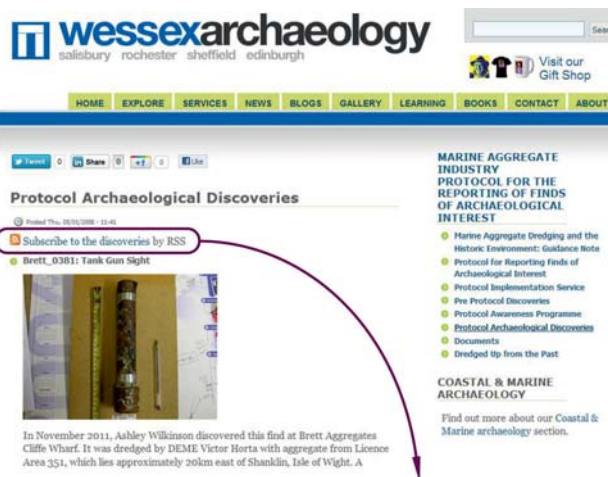 wessexarchaeology
salisbury rochester sheffield edinburgh
Visit our
Gift Shop
HOME EXPLORE SERVICES NEWS BLOGS GALLERY LEARNING BOOKS CONTACT ABOUT
Tweet 0 Share 0 +1 0 Like
Protocol Archaeological Discoveries
Subscribe to the discoveries by RSS
Brett_0381: Tank Gun Sight
In November 2011, Ashley Wilkinson discovered this find at Brett Aggregates
Cliffe Wharf. It was dredged by DEME Victor Horta with aggregate from Licence
Area 351, which lies approximately 20km east of Shanklin, Isle of Wight. A
MARINE AGGREGATE
INDUSTRY
PROTOCOL FOR THE
REPORTING OF FINDS
OF ARCHAEOLOGICAL
INTEREST
Marine Aggregate Dredging and the
Historic Environment: Guidance Note
Protocol for Reporting Finds of
Archaeological Interest
Protocol Implementation Service
Pre Protocol Discoveries
Protocol Awareness Programme
Protocol Archaeological Discoveries
Documents
Dredged Up from the Past
COASTAL & MARINE
ARCHAEOLOGY
Find out more about our Coastal &
Marine archaeology section.